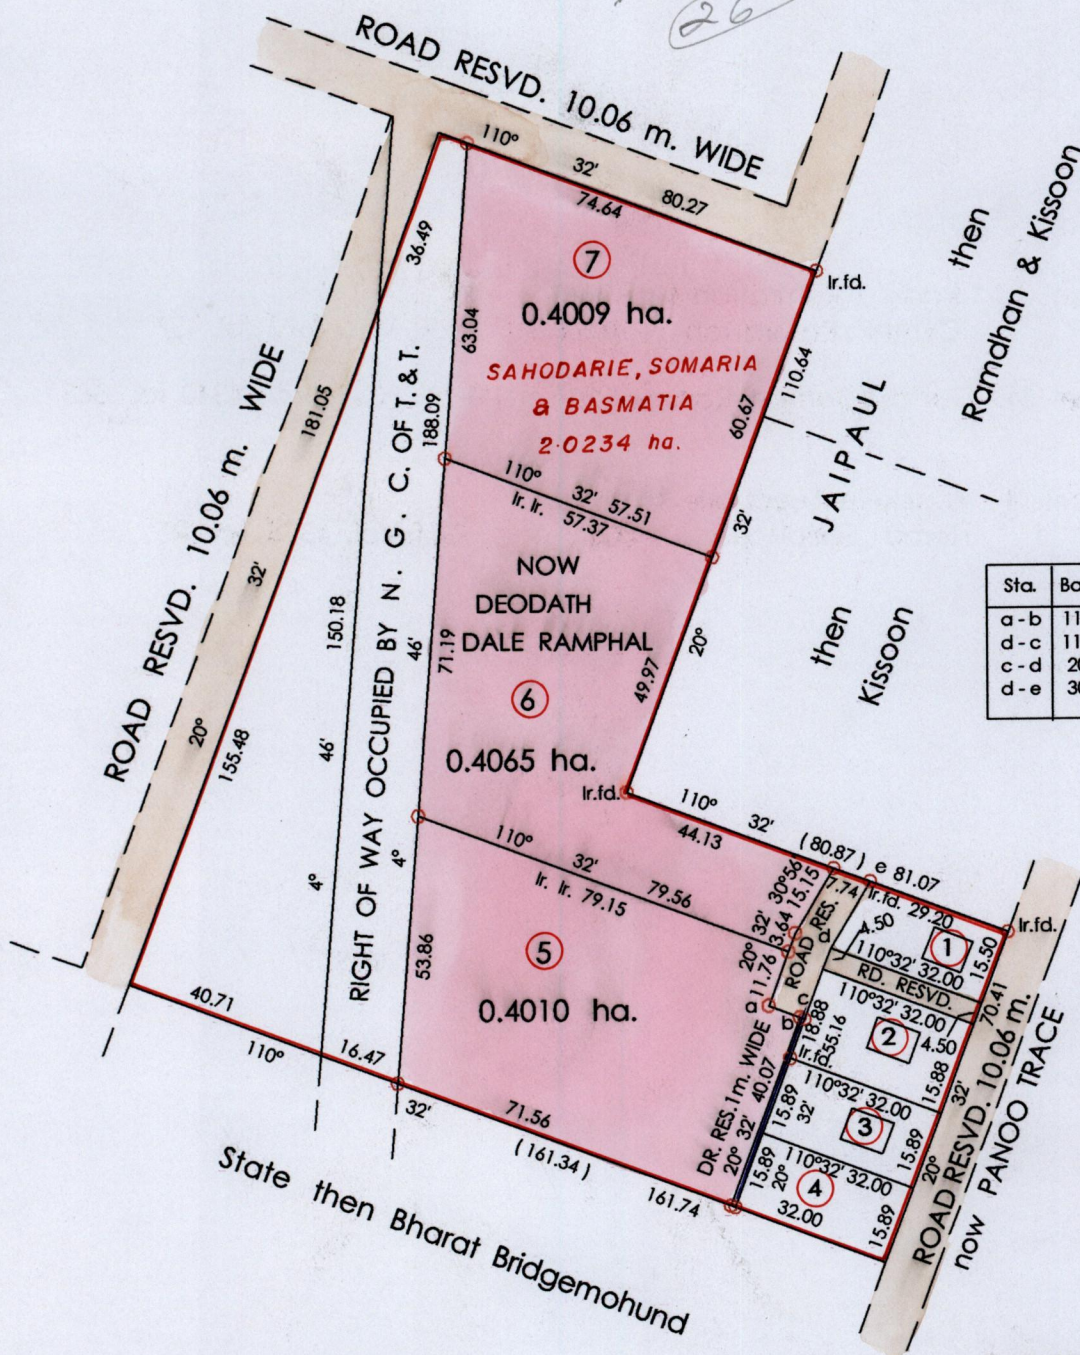 26
ROAD RESVD. 10.06 m. WIDE
110° 32' 80.27
74.64
Ir.fd.
then
Ramdhan & Kissoon
7
0.4009 ha.
SAHODARIE, SOMARIA
& BASMATIA
2.0234 ha.
36.49
63.04
188.09
110.64
60.67
JAIPAUL
ROAD RESVD. 10.06 m. WIDE
181.05
32'
20°
155.48
150.18
46'
4°
RIGHT OF WAY OCCUPIED BY N. G. C. OF T. & T.
46'
4°
110° 32' 57.51
Ir. Ir. 57.37
32'
20°
NOW
DEODATH
DALE RAMPHAL
71.19
49.97
6
0.4065 ha.
Ir.fd.
then
Kissoon
Sta.
a-b 11
d-c 11
c-d 20
d-e 30
110° 32' (80.87) e 81.07
44.13
110° 32' 79.56
Ir. Ir. 79.15
5
0.4010 ha.
53.86
30°56
15.15
7.74
Ir.fd. 29.20
Ir.fd.
20° 32' 3.64
11.76
ROAD RES.
a
b
c
d
4.50
1
15.50
110°32' 32.00
RD. RESVD.
70.41
110°32' 32.00
2
4.50
18.88
55.16
Ir.fd.
15.88
110°32' 32.00
3
15.89
32'
15.89
110°32' 32.00
4
15.89
20°
32.00
15.89
32'
20°
DR. RES. 1m. WIDE
20° 32' 40.07
ROAD RESVD. 10.06 m.
now PANOO TRACE
40.71
110°
16.47
32'
71.56
(161.34)
161.74
State then Bharat Bridgemohund